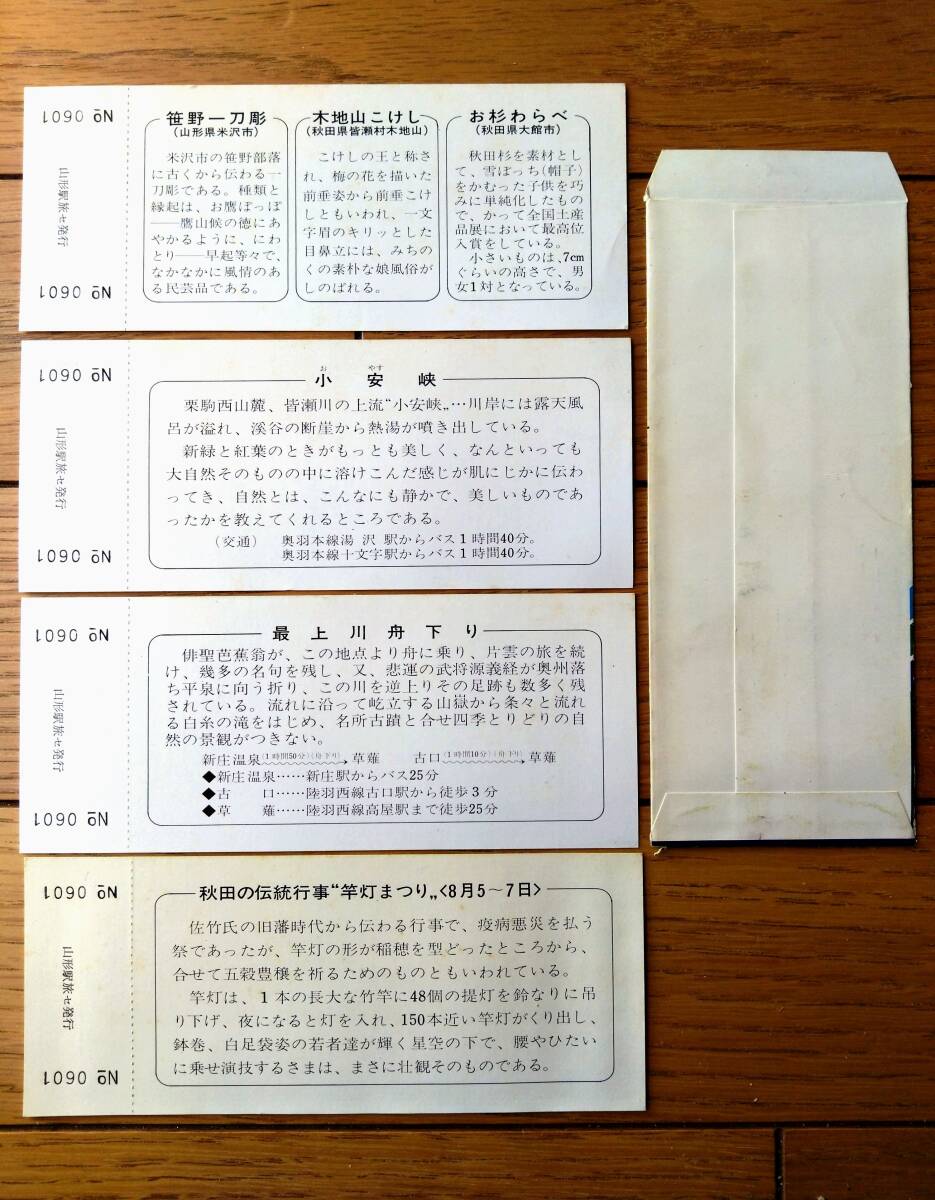 № 0601
山形駅旅セ発行
№ 0601
笹野一刀彫
(山形県米沢市)
米沢市の笹野部落
に古くから伝わる一
刀彫である。種類と
縁起は、お鷹ぽっぽ
──鷹山候の徳にあ
やかるように、にわ
とり──早起等々で、
なかなかに風情のあ
る民芸品である。
木地山こけし
(秋田県皆瀬村木地山)
こけしの王と称さ
れ、梅の花を描いた
前垂姿から前垂こけ
しともいわれ、一文
字眉のキリッとした
目鼻立には、みちの
くの素朴な娘風俗が
しのばれる。
お杉わらべ
(秋田県大館市)
秋田杉を素材とし
て、雪ぼっち(帽子)
をかむった子供を巧
みに単純化したもの
で、かって全国土産
品展において最高位
入賞をしている。
小さいものは、7cm
ぐらいの高さで、男
女1対となっている。
№ 0601
山形駅旅セ発行
№ 0601
お やす
小安峡
栗駒西山麓、皆瀬川の上流“小安峡„…川岸には露天風
呂が溢れ、渓谷の断崖から熱湯が噴き出している。
新緑と紅葉のときがもっとも美しく、なんといっても
大自然そのものの中に溶けこんだ感じが肌にじかに伝わ
ってき、自然とは、こんなにも静かで、美しいものであ
ったかを教えてくれるところである。
(交通) 奥羽本線湯沢駅からバス1時間40分。
奥羽本線十文字駅からバス1時間40分。
№ 0601
山形駅旅セ発行
№ 0601
最上川舟下り
俳聖芭蕉翁が、この地点より舟に乗り、片雲の旅を続
け、幾多の名句を残し、又、悲運の武将源義経が奥州落
ち平泉に向う折り、この川を逆上りその足跡も数多く残
されている。流れに沿って屹立する山嶽から条々と流れ
る白糸の滝をはじめ、名所古蹟と合せ四季とりどりの自
然の景観がつきない。
新庄温泉(1時間50分)(舟下り)→草薙 古口(1時間10分)(舟下り)→草薙
◆新庄温泉……新庄駅からバス25分
◆古口……陸羽西線古口駅から徒歩3分
◆草薙……陸羽西線高屋駅まで徒歩25分
№ 0601
山形駅旅セ発行
№ 0601
秋田の伝統行事“竿灯まつり„<8月5~7日>
佐竹氏の旧藩時代から伝わる行事で、疫病悪災を払う
祭であったが、竿灯の形が稲穂を型どったところから、
合せて五穀豊穣を祈るためのものともいわれている。
竿灯は、1本の長大な竹竿に48個の提灯を鈴なりに吊
り下げ、夜になると灯を入れ、150本近い竿灯がくり出し、
鉢巻、白足袋姿の若者達が輝く星空の下で、腰やひたい
に乗せ演技するさまは、まさに壮観そのものである。